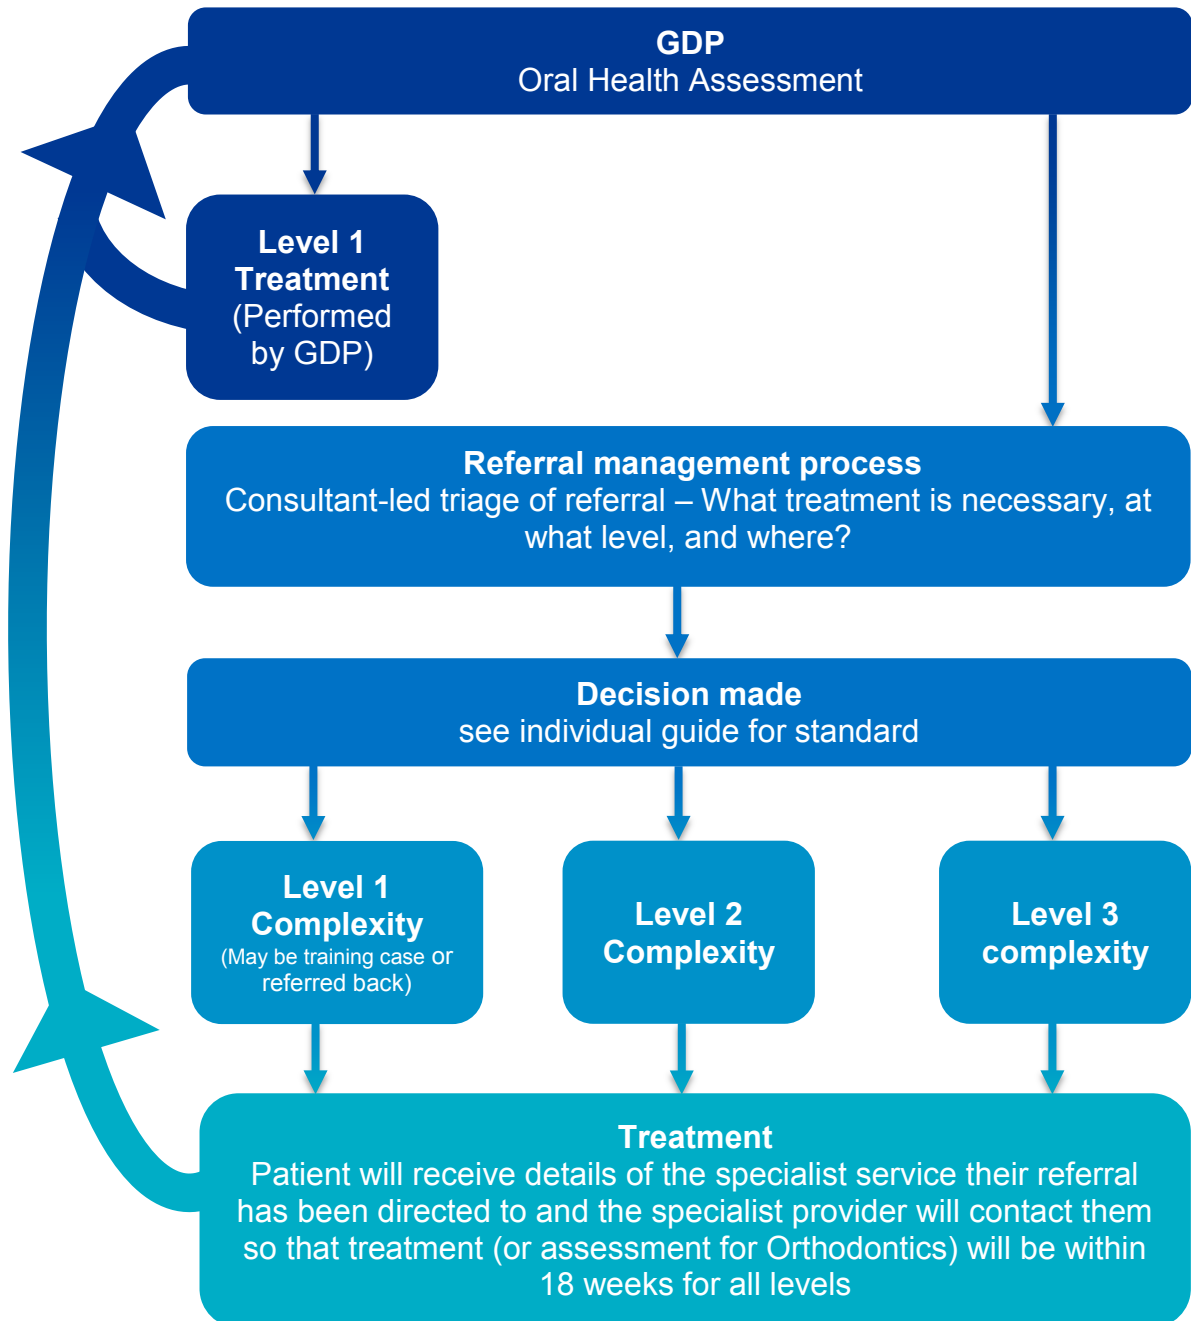 GDP
Oral Health Assessment
Level 1
Treatment
(Performed
by GDP)
Referral management process
Consultant-led triage of referral – What treatment is necessary, at
what level, and where?
Decision made
see individual guide for standard
Level 1
Complexity
(May be training case or
referred back)
Level 2
Complexity
Level 3
complexity
Treatment
Patient will receive details of the specialist service their referral
has been directed to and the specialist provider will contact them
so that treatment (or assessment for Orthodontics) will be within
18 weeks for all levels